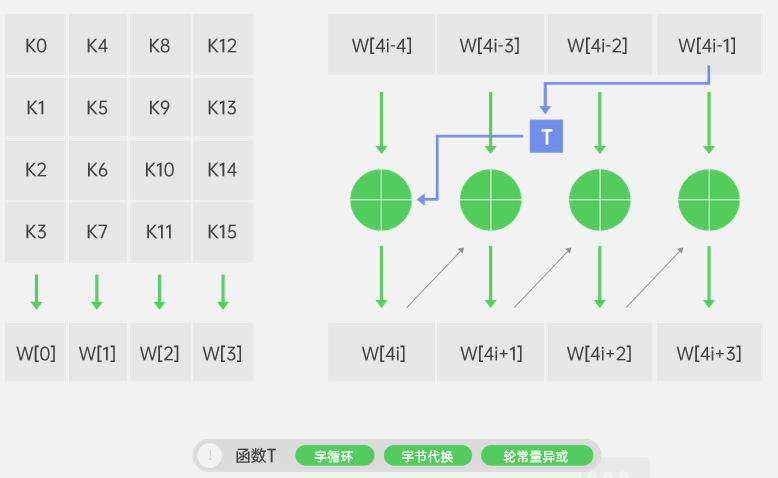 K0 K4 K8 K12
K1 K5 K9 K13
K2 K6 K10 K14
K3 K7 K11 K15
W[0] W[1] W[2] W[3]
W[4i-4] W[4i-3] W[4i-2] W[4i-1]
T
W[4i] W[4i+1] W[4i+2] W[4i+3]
! 函数T 字循环 字节代换 轮常量异或